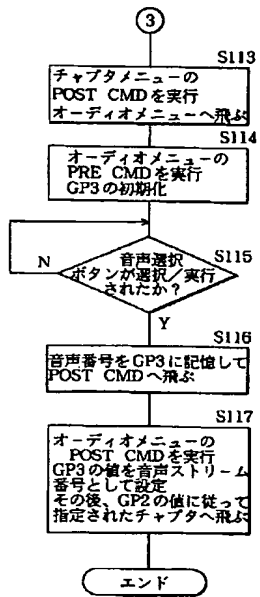 3
S113
チャプタメニューの
POST CMDを実行
オーディオメニューへ飛ぶ
S114
オーディオメニューの
PRE CMDを実行
GP3の初期化
S115
音声選択
ボタンが選択/実行
されたか?
N
Y
S116
音声番号をGP3に記憶して
POST CMDへ飛ぶ
S117
オーディオメニューの
POST CMDを実行
GP3の値を音声ストリーム
番号として設定
その後、GP2の値に従って
指定されたチャプタへ飛ぶ
エンド